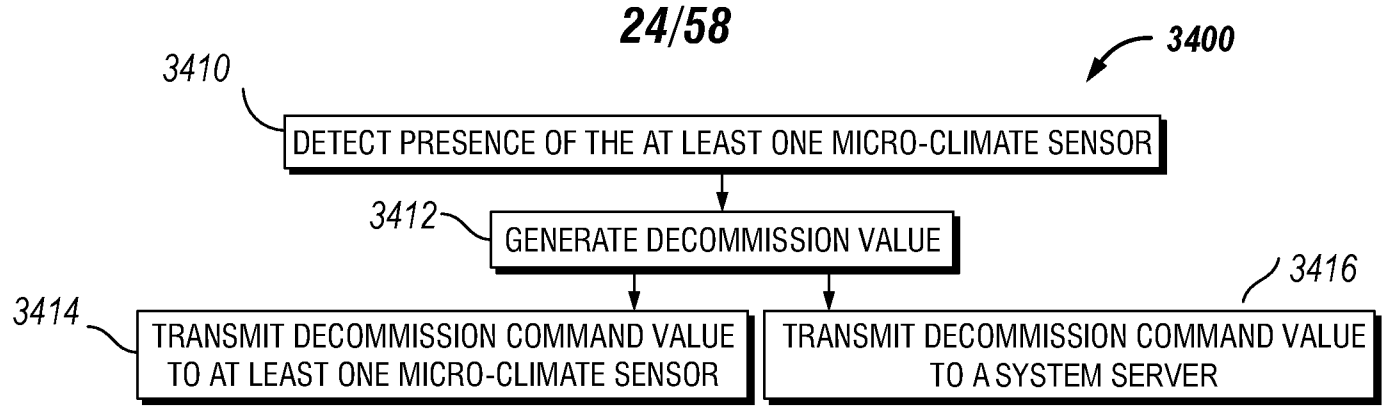 24/58
3400
3410
DETECT PRESENCE OF THE AT LEAST ONE MICRO-CLIMATE SENSOR
3412
GENERATE DECOMMISSION VALUE
3416
3414
TRANSMIT DECOMMISSION COMMAND VALUE
TO AT LEAST ONE MICRO-CLIMATE SENSOR
TRANSMIT DECOMMISSION COMMAND VALUE
TO A SYSTEM SERVER